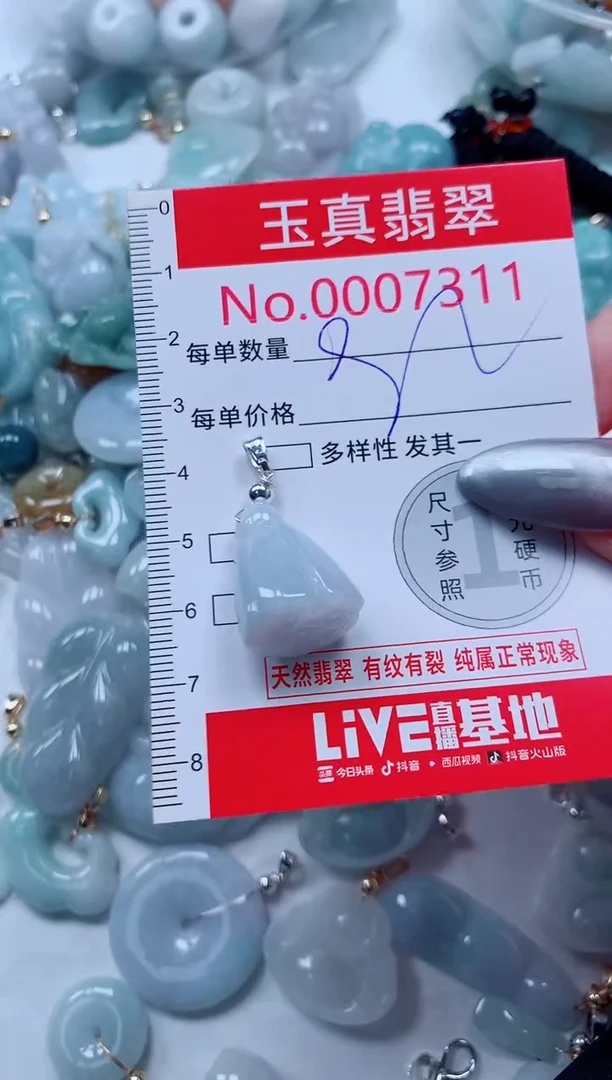 0
玉真翡翠
1
No.0007311
2
每单数量
3
每单价格
4
多样性 发其一
5
尺寸参照
1
元硬币
6
天然翡翠 有纹有裂 纯属正常现象
7
LiVE直播基地
8
今日头条 抖音 • 西瓜视频 抖音火山版